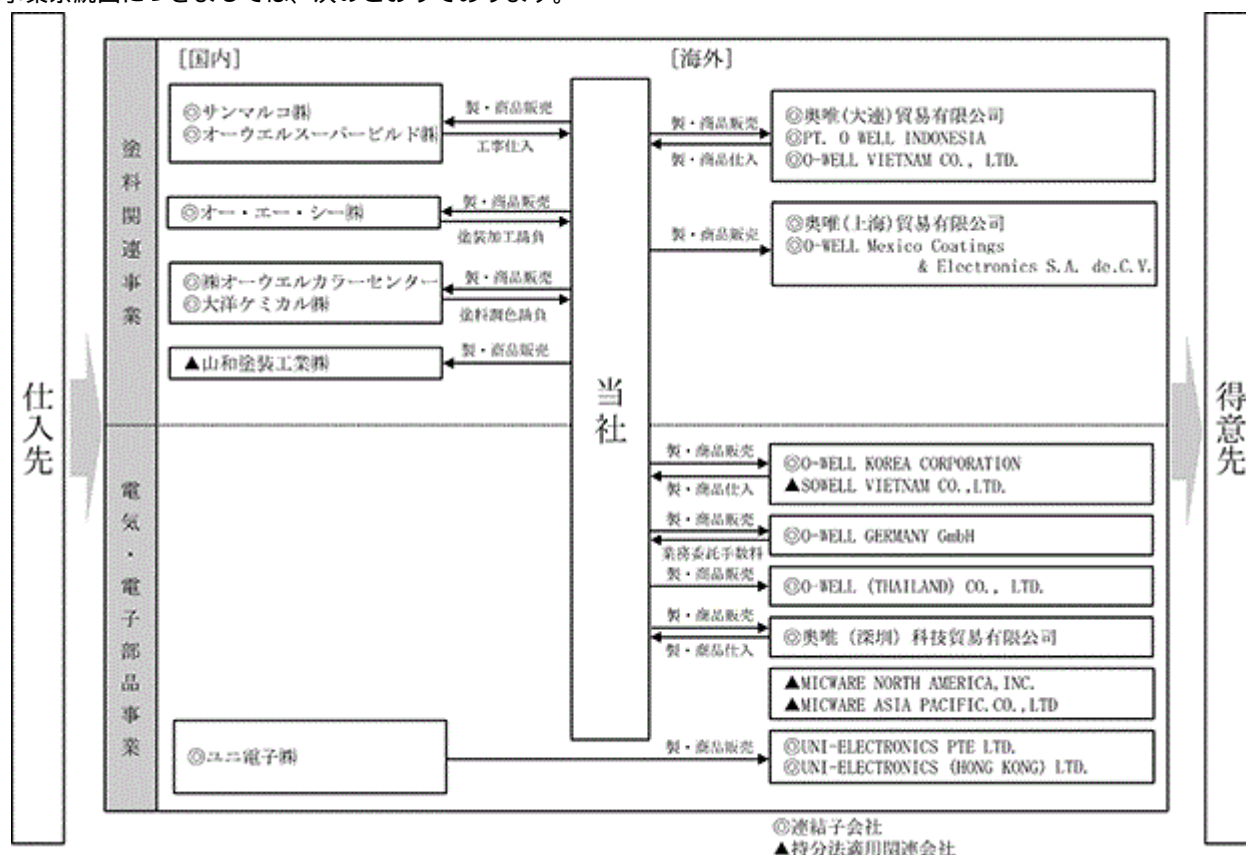 事業系統図につきましては、次のとおりであります。
仕入先
塗料関連事業
電気・電子部品事業
[国内]
◎サンマルコ㈱
◎オーウエルスーパービルド㈱
製・商品販売
工事仕入
◎オー・エー・シー㈱
製・商品販売
塗装加工請負
◎㈱オーウエルカラーセンター
◎大洋ケミカル㈱
製・商品販売
塗料調色請負
▲山和塗装工業㈱
製・商品販売
◎ユニ電子㈱
当社
[海外]
製・商品販売
製・商品仕入
◎奥唯(大連)貿易有限公司
◎PT. O WELL INDONESIA
◎O-WELL VIETNAM CO., LTD.
製・商品販売
◎奥唯(上海)貿易有限公司
◎O-WELL Mexico Coatings
& Electronics S.A. de.C.V.
製・商品販売
製・商品仕入
◎O-WELL KOREA CORPORATION
▲SOWELL VIETNAM CO.,LTD.
製・商品販売
業務委託手数料
◎O-WELL GERMANY GmbH
製・商品販売
◎O-WELL (THAILAND) CO., LTD.
製・商品販売
製・商品仕入
◎奥唯（深圳）科技貿易有限公司
▲MICWARE NORTH AMERICA,INC.
▲MICWARE ASIA PACIFIC.CO.,LTD
製・商品販売
◎UNI-ELECTRONICS PTE LTD.
◎UNI-ELECTRONICS (HONG KONG) LTD.
得意先
◎連結子会社
▲持分法適用関連会社